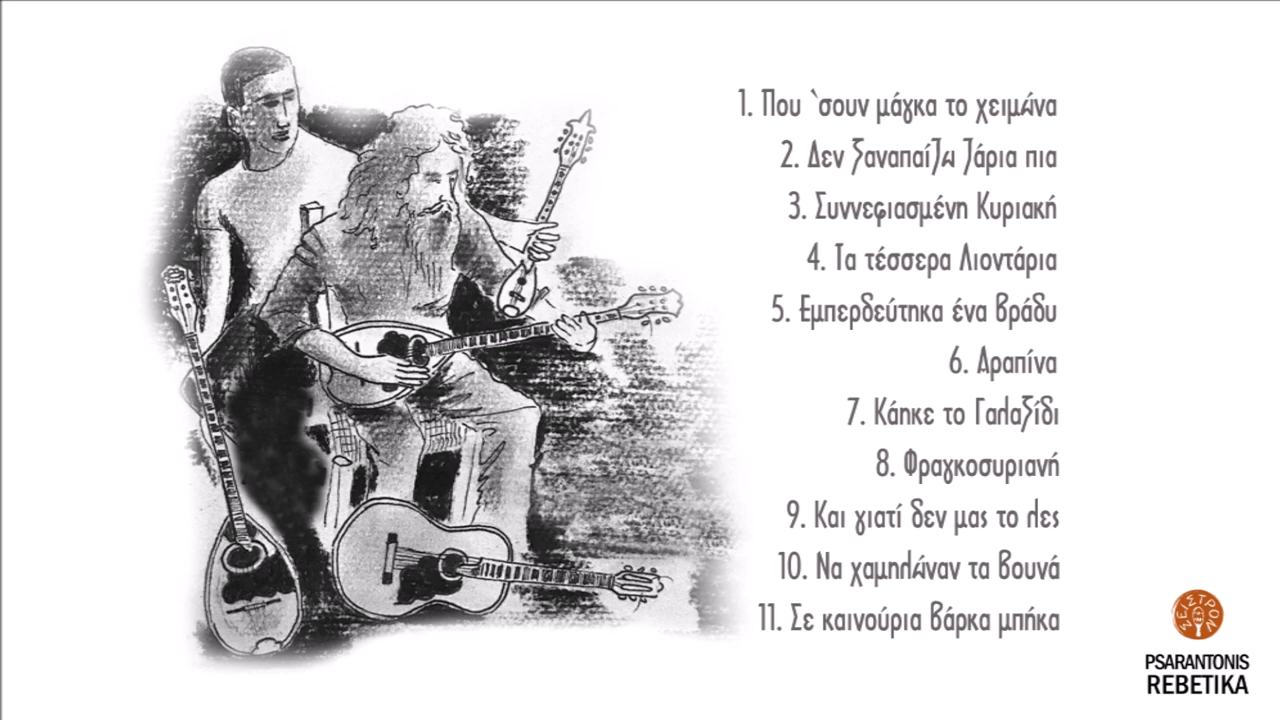 1. Που `σουν μάγκα το χειμώνα
2. Δεν ξαναπαίζω ζάρια πια
3. Συννεφιασμένη Κυριακή
4. Τα τέσσερα Λιοντάρια
5. Εμπερδεύτηκα ένα βράδυ
6. Αραπίνα
7. Κάηκε το Γαλαξίδι
8. Φραγκοσυριανή
9. Και γιατί δεν μας το λες
10. Να χαμηλώναν τα βουνά
11. Σε καινούρια βάρκα μπήκα
ΣΕΙΣΤΡΟΝ
PSARANTONIS
REBETIKA